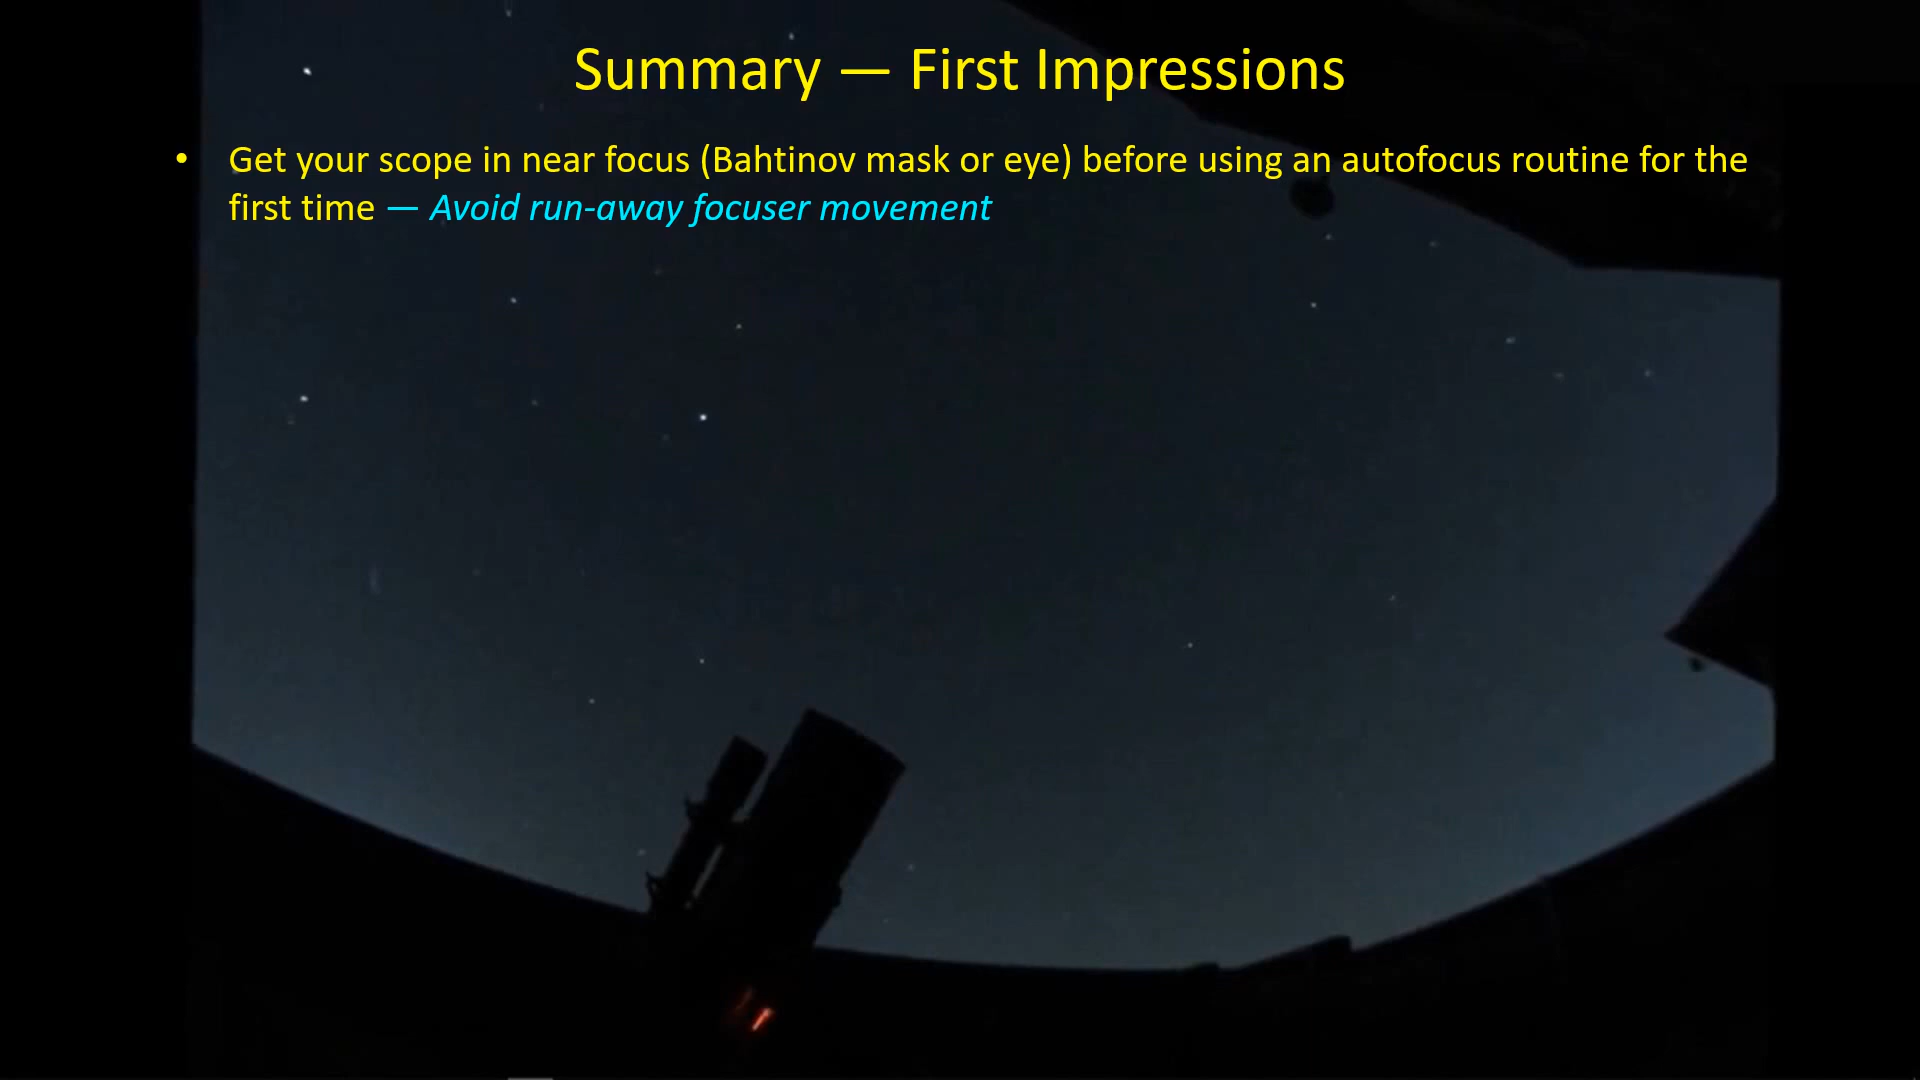 Summary — First Impressions
• Get your scope in near focus (Bahtinov mask or eye) before using an autofocus routine for the
first time — Avoid run-away focuser movement